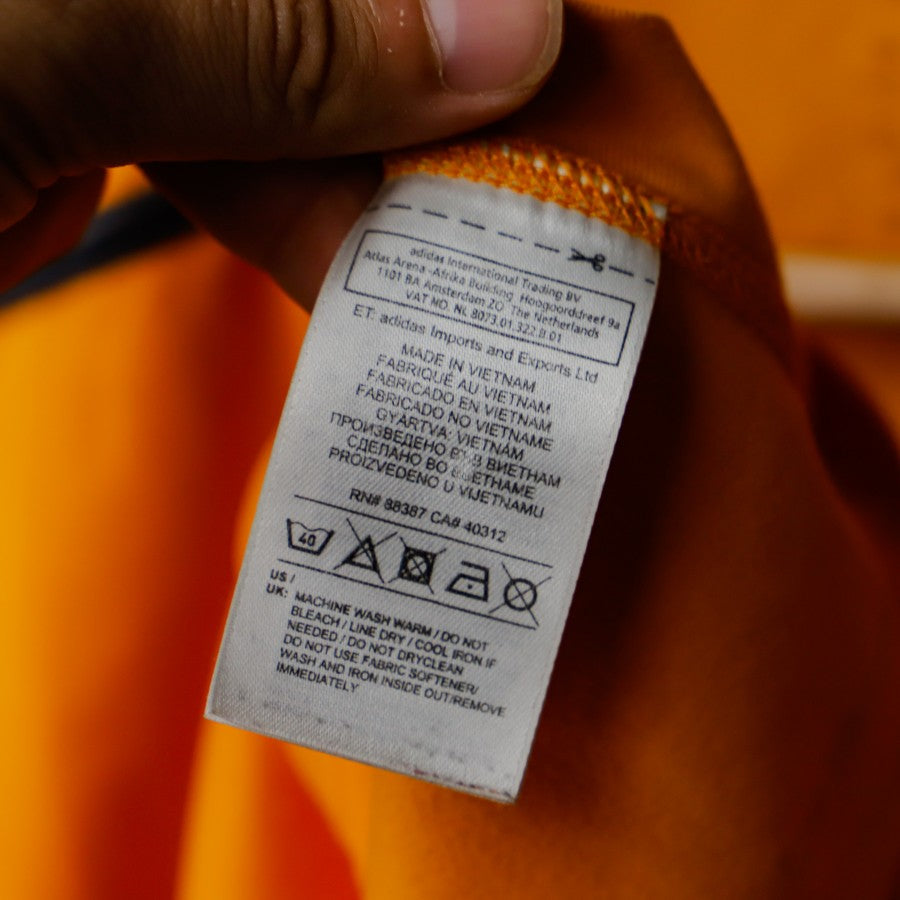 adidas International Trading BV
Atlas Arena -Afrika Building, Hoogoorddreef 9a
1101 BA Amsterdam ZO The Netherlands
VAT NO. NL 8073.01.322.B.01
ET: adidas Imports and Exports Ltd
MADE IN VIETNAM
FABRIQUÉ AU VIETNAM
FABRICADO EN VIETNAM
FABRICADO NO VIETNAME
GYÁRTVA: VIETNÁM
ПРОИЗВЕДЕНО ВЪВ ВИЕТНАМ
СДЕЛАНО ВО ВЬЕТНАМЕ
PROIZVEDENO U VIJETNAMU
RN# 88387 CA# 40312
40
US /
UK: MACHINE WASH WARM / DO NOT
BLEACH / LINE DRY / COOL IRON IF
NEEDED / DO NOT DRYCLEAN
DO NOT USE FABRIC SOFTENER/
WASH AND IRON INSIDE OUT/REMOVE
IMMEDIATELY